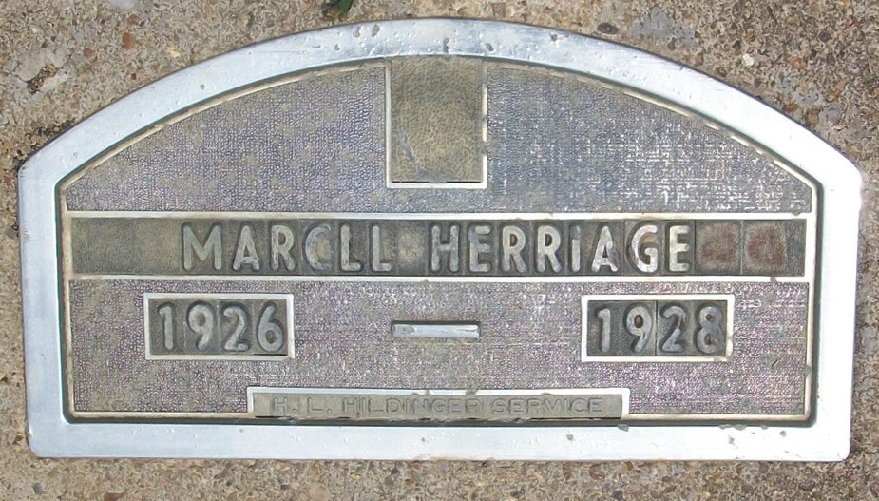 MARCLL HERRIAGE
1926 — 1928
H. L. HILDINGER SERVICE